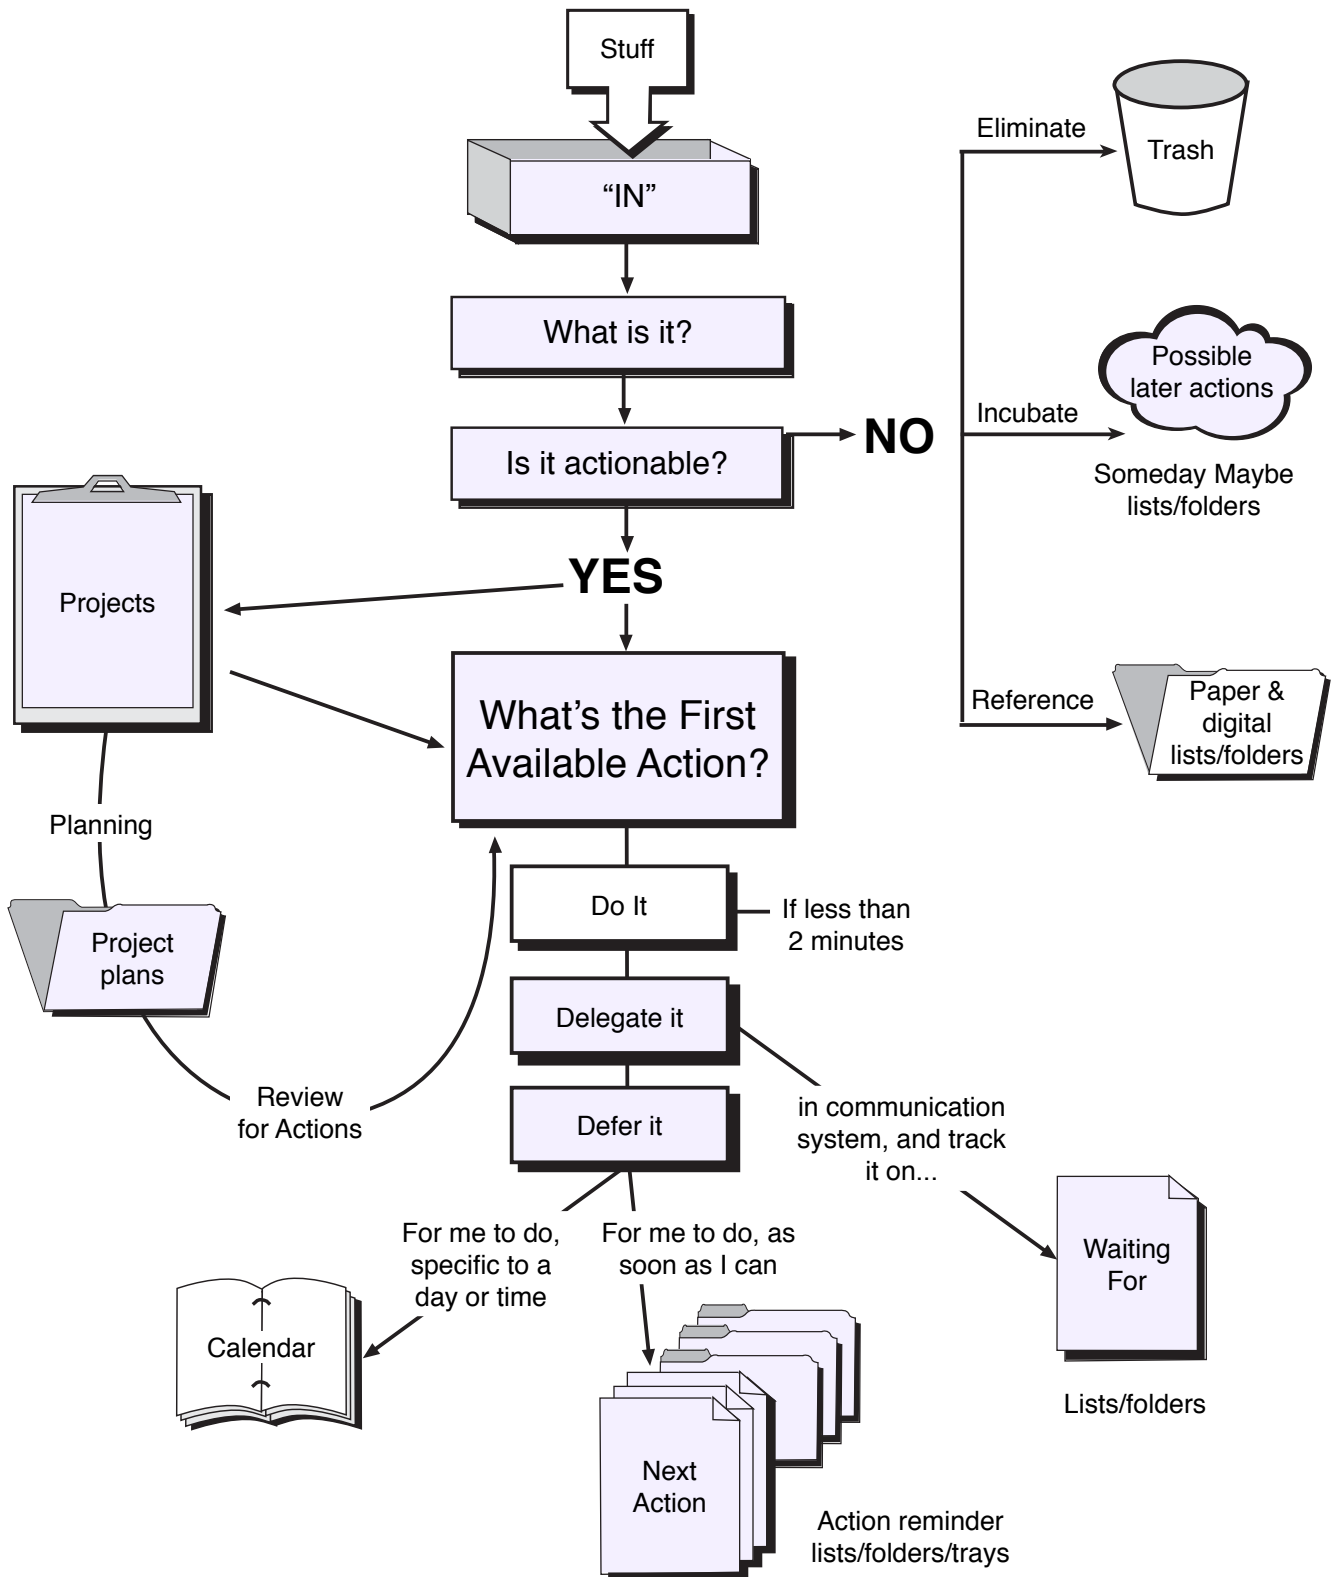 Stuff
“IN”
What is it?
Is it actionable?
NO
YES
Eliminate
Trash
Incubate
Possible
later actions
Someday Maybe
lists/folders
Reference
Paper &
digital
lists/folders
Projects
Planning
Project
plans
Review
for Actions
What’s the First
Available Action?
Do It
If less than
2 minutes
Delegate it
in communication
system, and track
it on...
Waiting
For
Lists/folders
Defer it
For me to do,
specific to a
day or time
Calendar
For me to do, as
soon as I can
Next
Action
Action reminder
lists/folders/trays